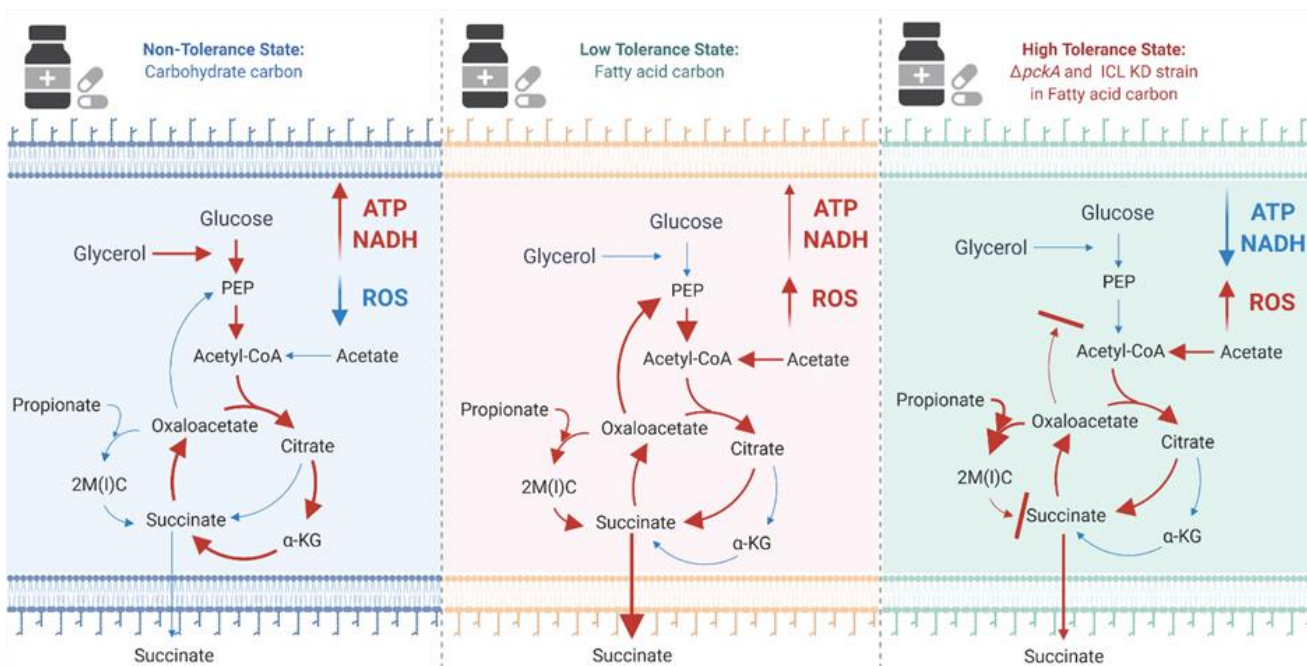 Non-Tolerance State:
Carbohydrate carbon
ATP
NADH
ROS
Glucose
Glycerol
PEP
Acetyl-CoA
Acetate
Propionate
Oxaloacetate
Citrate
2M(I)C
Succinate
α-KG
Succinate
Low Tolerance State:
Fatty acid carbon
ATP
NADH
ROS
Glucose
Glycerol
PEP
Acetyl-CoA
Acetate
Propionate
Oxaloacetate
Citrate
2M(I)C
Succinate
α-KG
Succinate
High Tolerance State:
ΔpckA and ICL KD strain
in Fatty acid carbon
ATP
NADH
ROS
Glucose
Glycerol
PEP
Acetyl-CoA
Acetate
Propionate
Oxaloacetate
Citrate
2M(I)C
Succinate
α-KG
Succinate